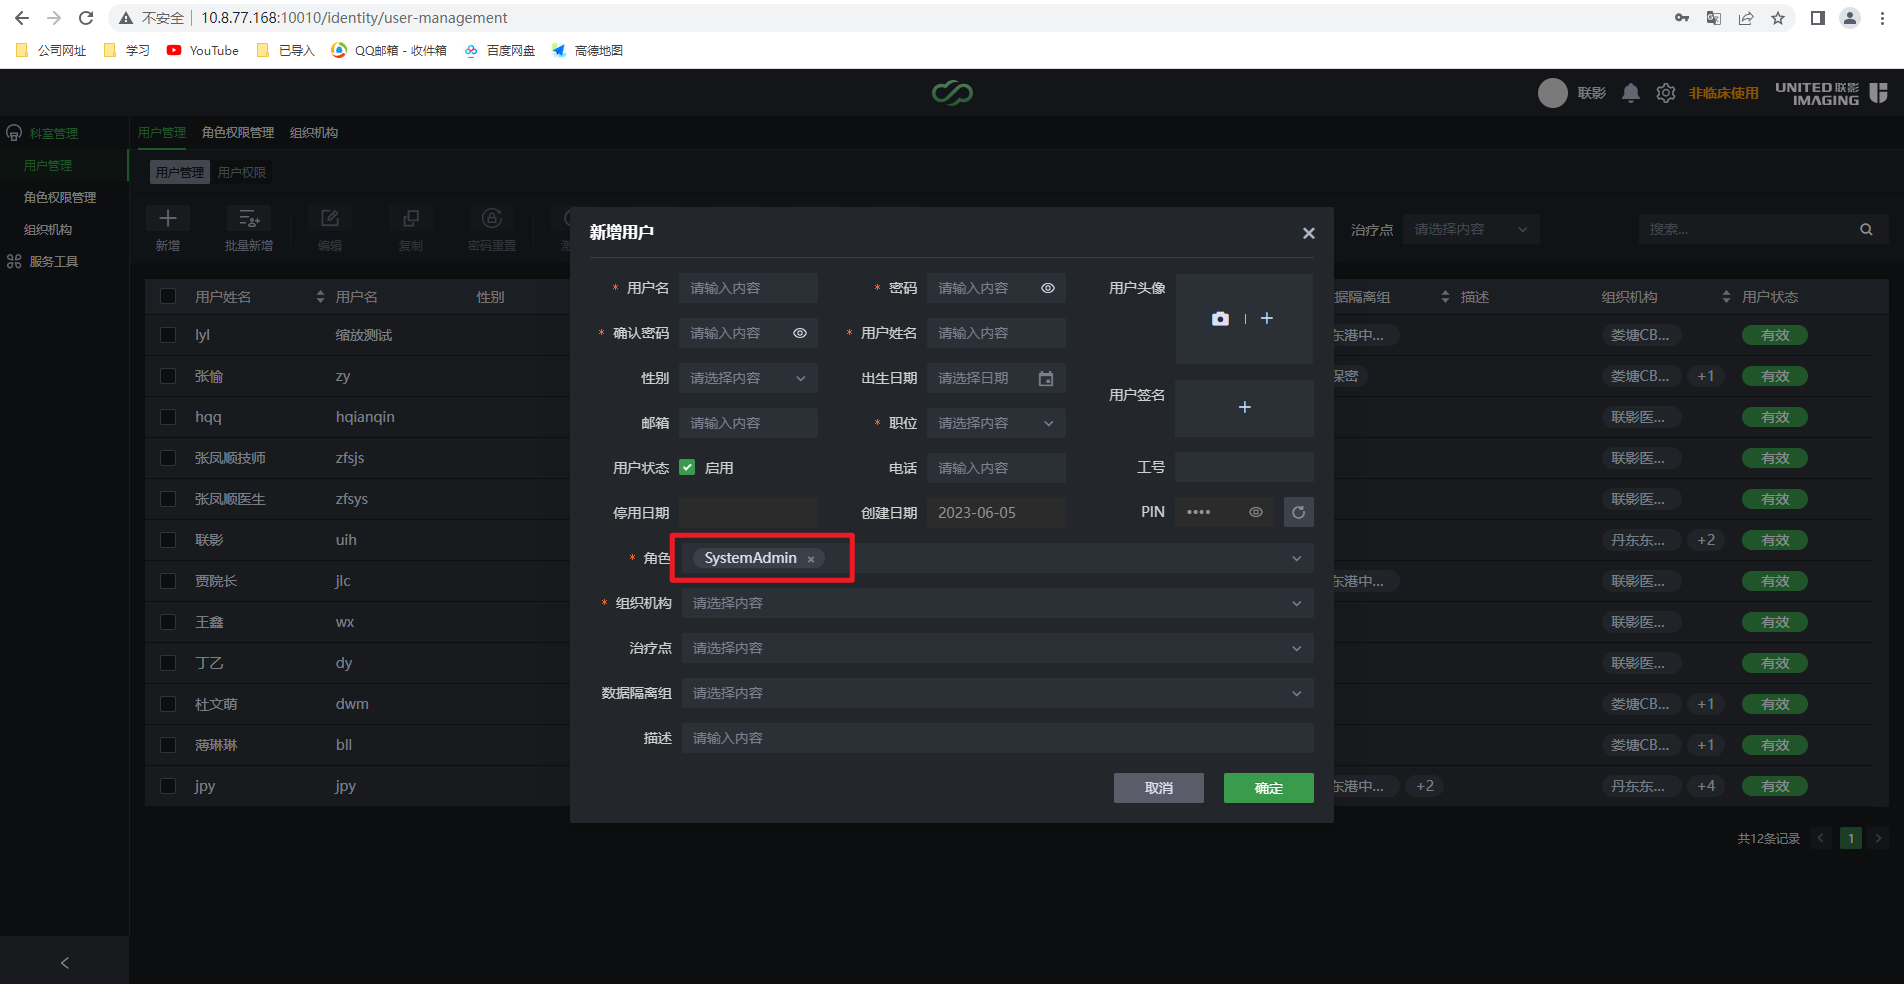 不安全 10.8.77.168:10010/identity/user-management
公司网址 学习 YouTube 已导入 QQ邮箱 - 收件箱 百度网盘 高德地图
联影 非临床使用 UNITED 联影 IMAGING
科室管理 用户管理 角色权限管理 组织机构
用户管理
角色权限管理
组织机构
服务工具
用户管理 用户权限
新增 批量新增 编辑 复制 密码重置
治疗点 请选择内容 搜索...
用户姓名 用户名 性别 据隔离组 描述 组织机构 用户状态
lyl 缩放测试 东港中... 娄塘CB... 有效
张愉 zy 保密 娄塘CB... +1 有效
hqq hqianqin 联影医... 有效
张凤顺技师 zfsjs 联影医... 有效
张凤顺医生 zfsys 联影医... 有效
联影 uih 丹东东... +2 有效
贾院长 jlc 东港中... 联影医... 有效
王鑫 wx 联影医... 有效
丁乙 dy 联影医... 有效
杜文萌 dwm 娄塘CB... +1 有效
薄琳琳 bll 娄塘CB... +1 有效
jpy jpy 东港中... +2 丹东东... +4 有效
共12条记录 1
新增用户
* 用户名 请输入内容 * 密码 请输入内容 用户头像
* 确认密码 请输入内容 * 用户姓名 请输入内容
性别 请选择内容 出生日期 请选择日期
用户签名
邮箱 请输入内容 * 职位 请选择内容
用户状态 启用 电话 请输入内容 工号
停用日期 创建日期 2023-06-05 PIN ••••
* 角色 SystemAdmin ×
* 组织机构 请选择内容
治疗点 请选择内容
数据隔离组 请选择内容
描述 请输入内容
取消 确定